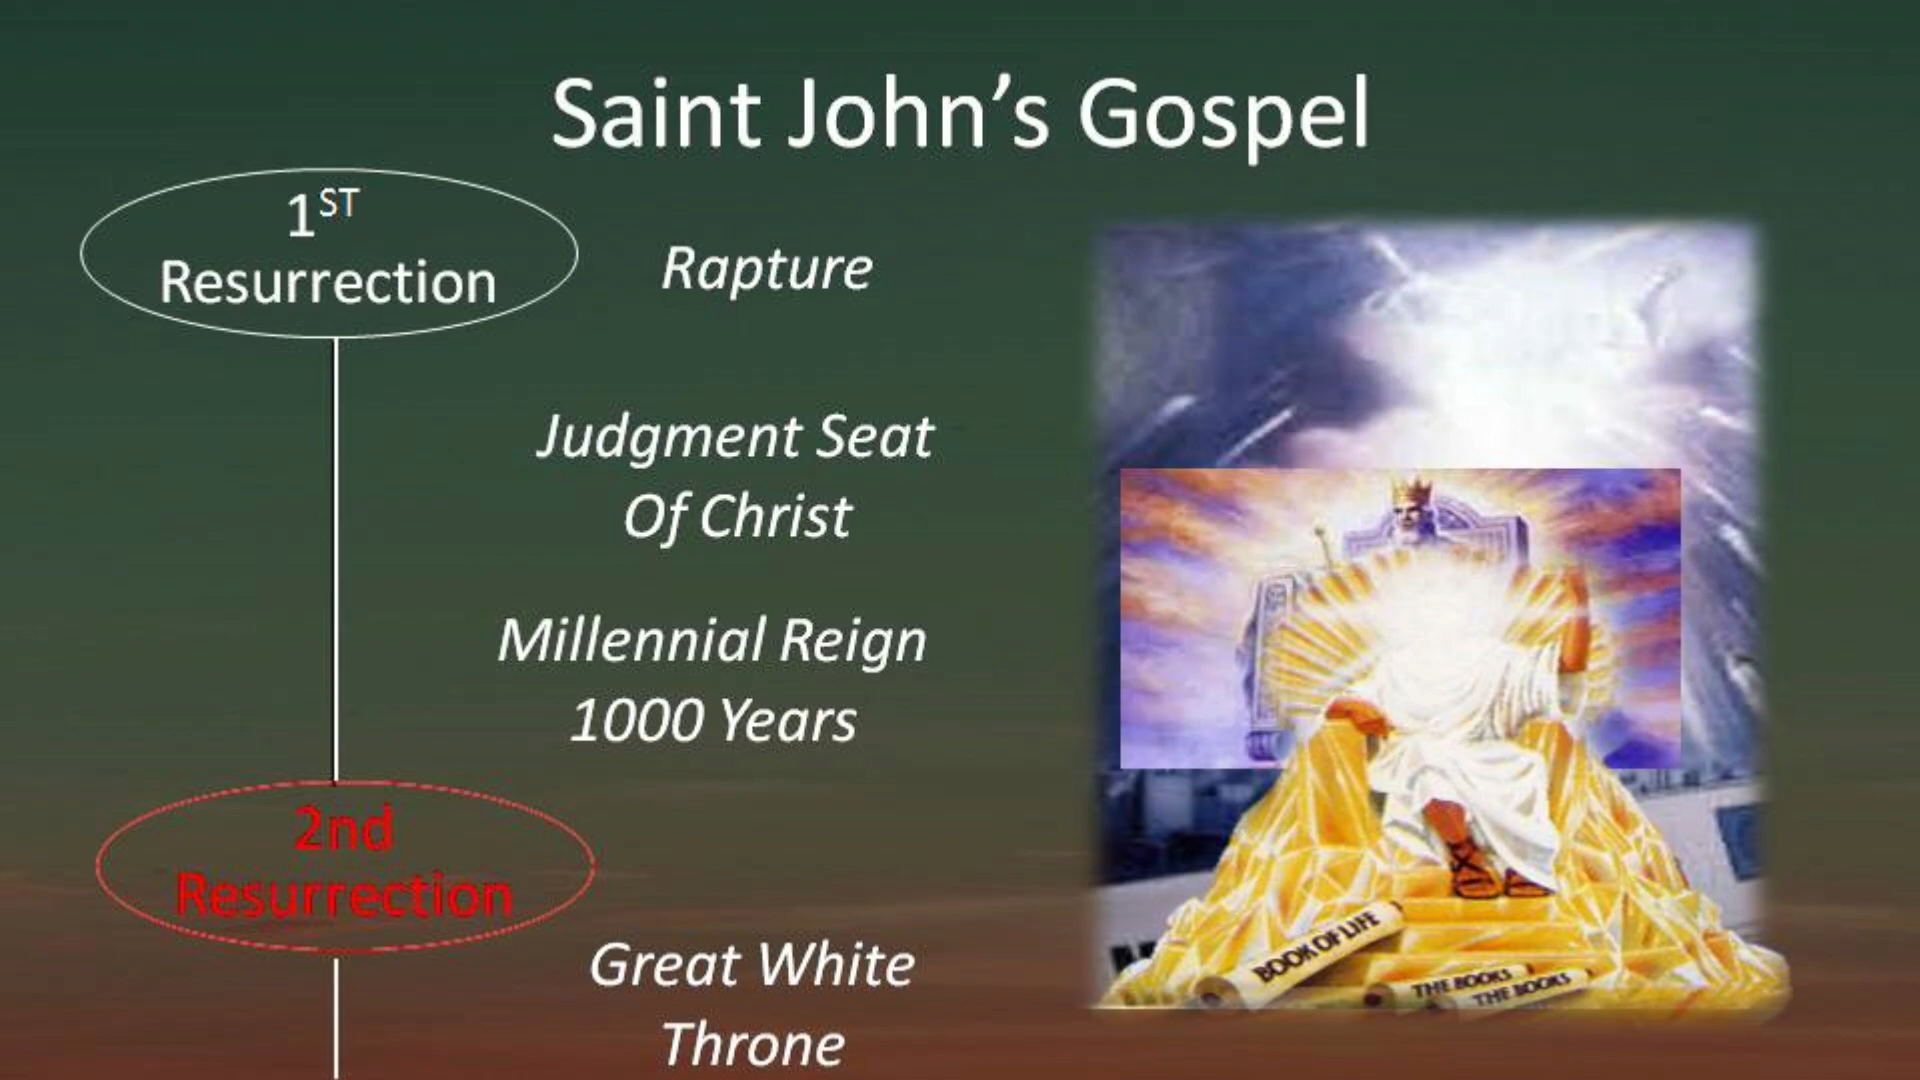 Saint John’s Gospel
1ST
Resurrection
Rapture
Judgment Seat
Of Christ
Millennial Reign
1000 Years
2nd
Resurrection
Great White
Throne
BOOK OF LIFE
THE BOOKS
THE BOOKS